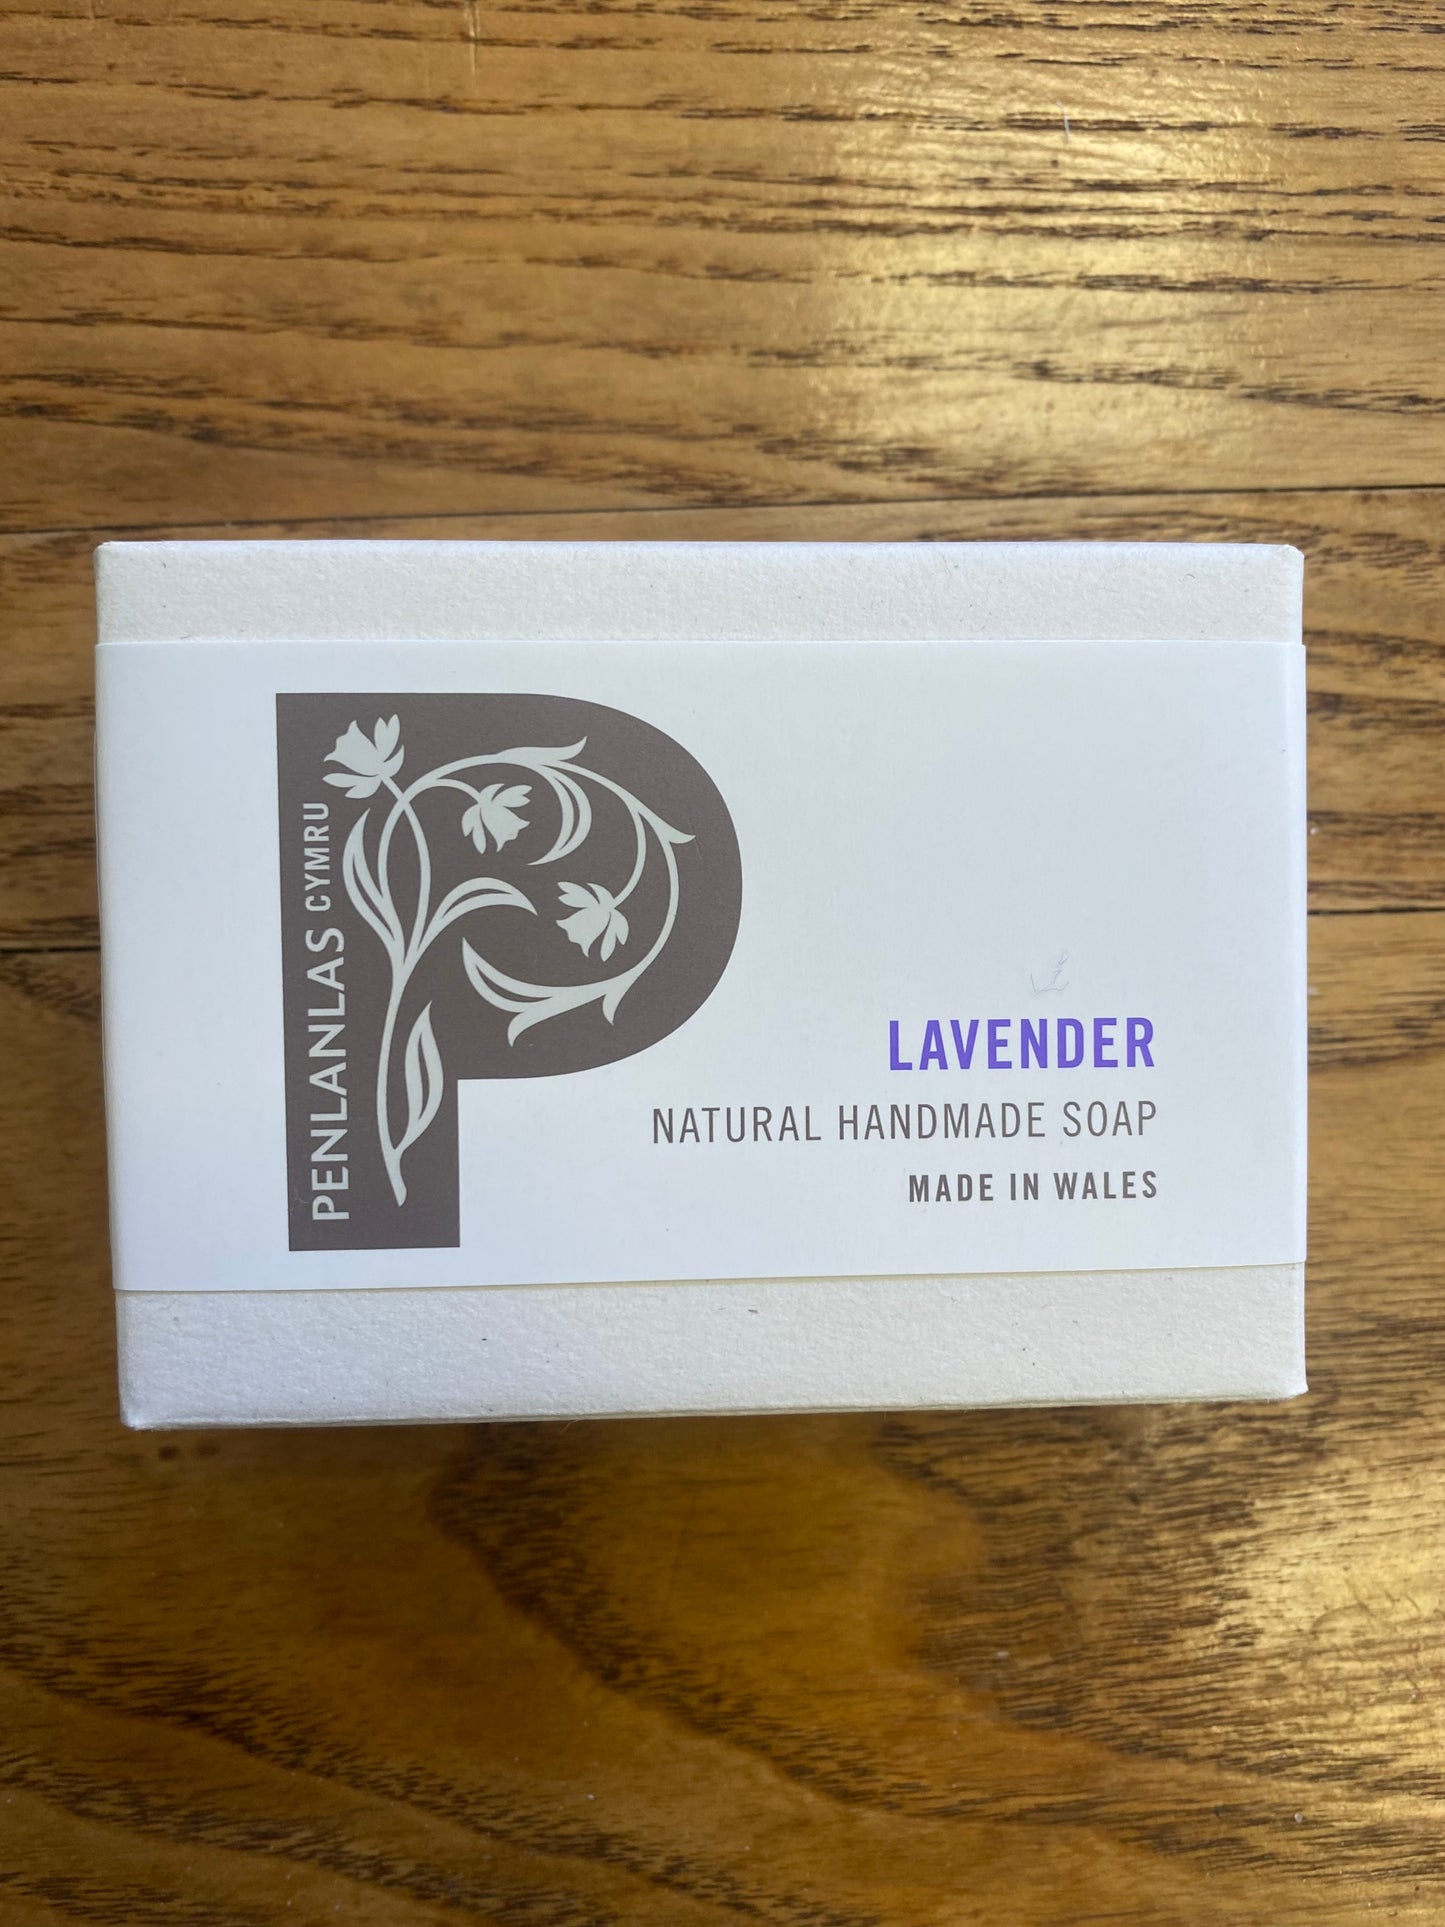 PENLANLAS CYMRU
LAVENDER
NATURAL HANDMADE SOAP
MADE IN WALES